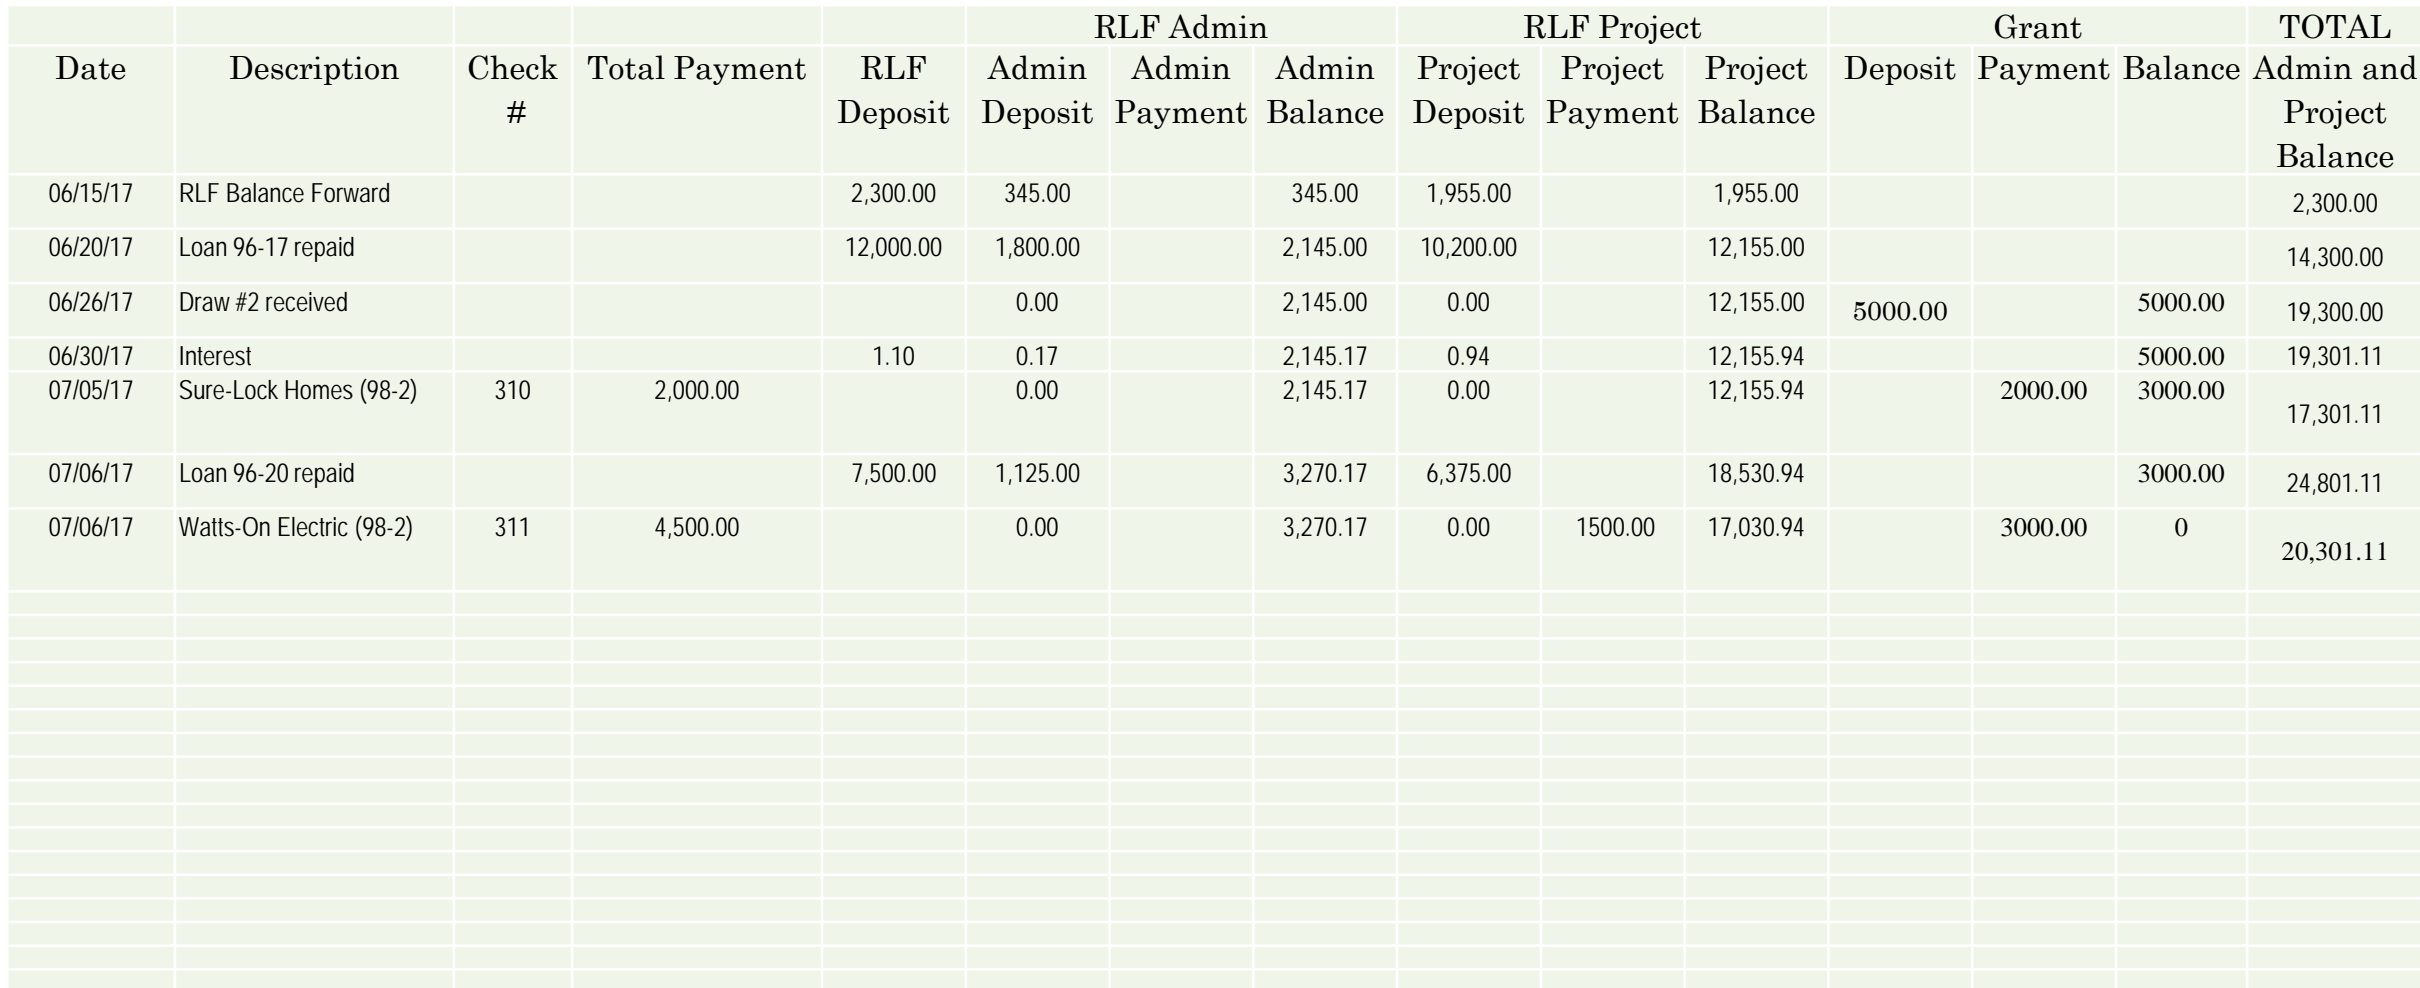 RLF Admin RLF Project Grant TOTAL
Date Description Check # Total Payment RLF Deposit Admin Deposit Admin Payment Admin Balance Project Deposit Project Payment Project Balance Deposit Payment Balance Admin and Project Balance
06/15/17 RLF Balance Forward 2,300.00 345.00 345.00 1,955.00 1,955.00 2,300.00
06/20/17 Loan 96-17 repaid 12,000.00 1,800.00 2,145.00 10,200.00 12,155.00 14,300.00
06/26/17 Draw #2 received 0.00 2,145.00 0.00 12,155.00 5000.00 5000.00 19,300.00
06/30/17 Interest 1.10 0.17 2,145.17 0.94 12,155.94 5000.00 19,301.11
07/05/17 Sure-Lock Homes (98-2) 310 2,000.00 0.00 2,145.17 0.00 12,155.94 2000.00 3000.00 17,301.11
07/06/17 Loan 96-20 repaid 7,500.00 1,125.00 3,270.17 6,375.00 18,530.94 3000.00 24,801.11
07/06/17 Watts-On Electric (98-2) 311 4,500.00 0.00 3,270.17 0.00 1500.00 17,030.94 3000.00 0 20,301.11